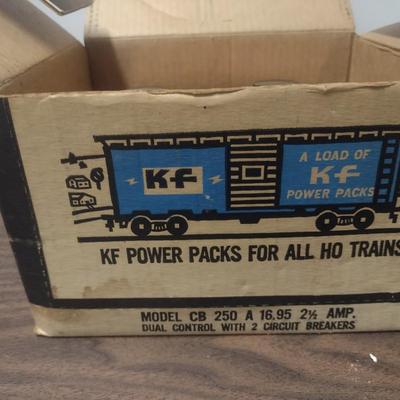 KF
A LOAD OF
KF
POWER PACKS
KF POWER PACKS FOR ALL HO TRAINS
MODEL CB 250 A 16.95 2½ AMP.
DUAL CONTROL WITH 2 CIRCUIT BREAKERS